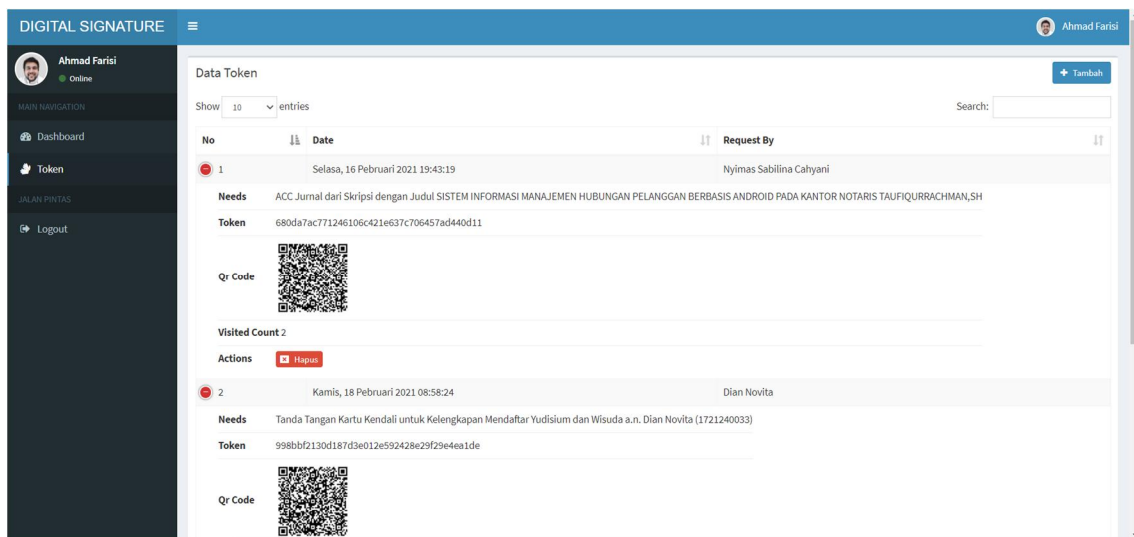 DIGITAL SIGNATURE
Ahmad Farisi
Ahmad Farisi
Online
MAIN NAVIGATION
Dashboard
Token
JALAN PINTAS
Logout
Data Token
Tambah
Show 10 entries
Search:
No Date Request By
1 Selasa, 16 Pebruari 2021 19:43:19 Nyimas Sabilina Cahyani
Needs ACC Jurnal dari Skripsi dengan Judul SISTEM INFORMASI MANAJEMEN HUBUNGAN PELANGGAN BERBASIS ANDROID PADA KANTOR NOTARIS TAUFIQURRACHMAN,SH
Token 680da7ac771246106c421e637c706457ad440d11
Qr Code
Visited Count 2
Actions Hapus
2 Kamis, 18 Pebruari 2021 08:58:24 Dian Novita
Needs Tanda Tangan Kartu Kendali untuk Kelengkapan Mendaftar Yudisium dan Wisuda a.n. Dian Novita (1721240033)
Token 998bbf2130d187d3e012e592428e29f29e4ea1de
Qr Code